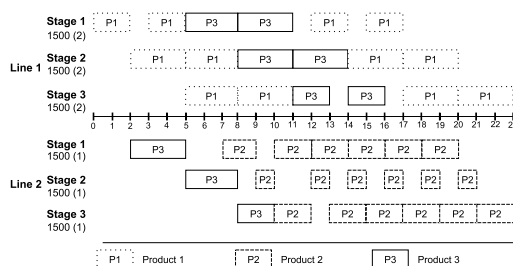 Stage 1 P1 P1 P3 P3 P1 P1
1500 (2)
Stage 2 P1 P1 P3 P3 P1 P1
Line 1 1500 (2)
Stage 3 P1 P1 P3 P3 P1 P1
1500 (2)
0 1 2 3 4 5 6 7 8 9 10 11 12 13 14 15 16 17 18 19 20 21 22 23
Stage 1 P3 P2 P2 P2 P2 P2 P2
1500 (1)
Line 2 Stage 2 P3 P2 P2 P2 P2 P2 P2
1500 (1)
Stage 3 P3 P2 P2 P2 P2 P2 P2
1500 (1)
P1 Product 1 P2 Product 2 P3 Product 3